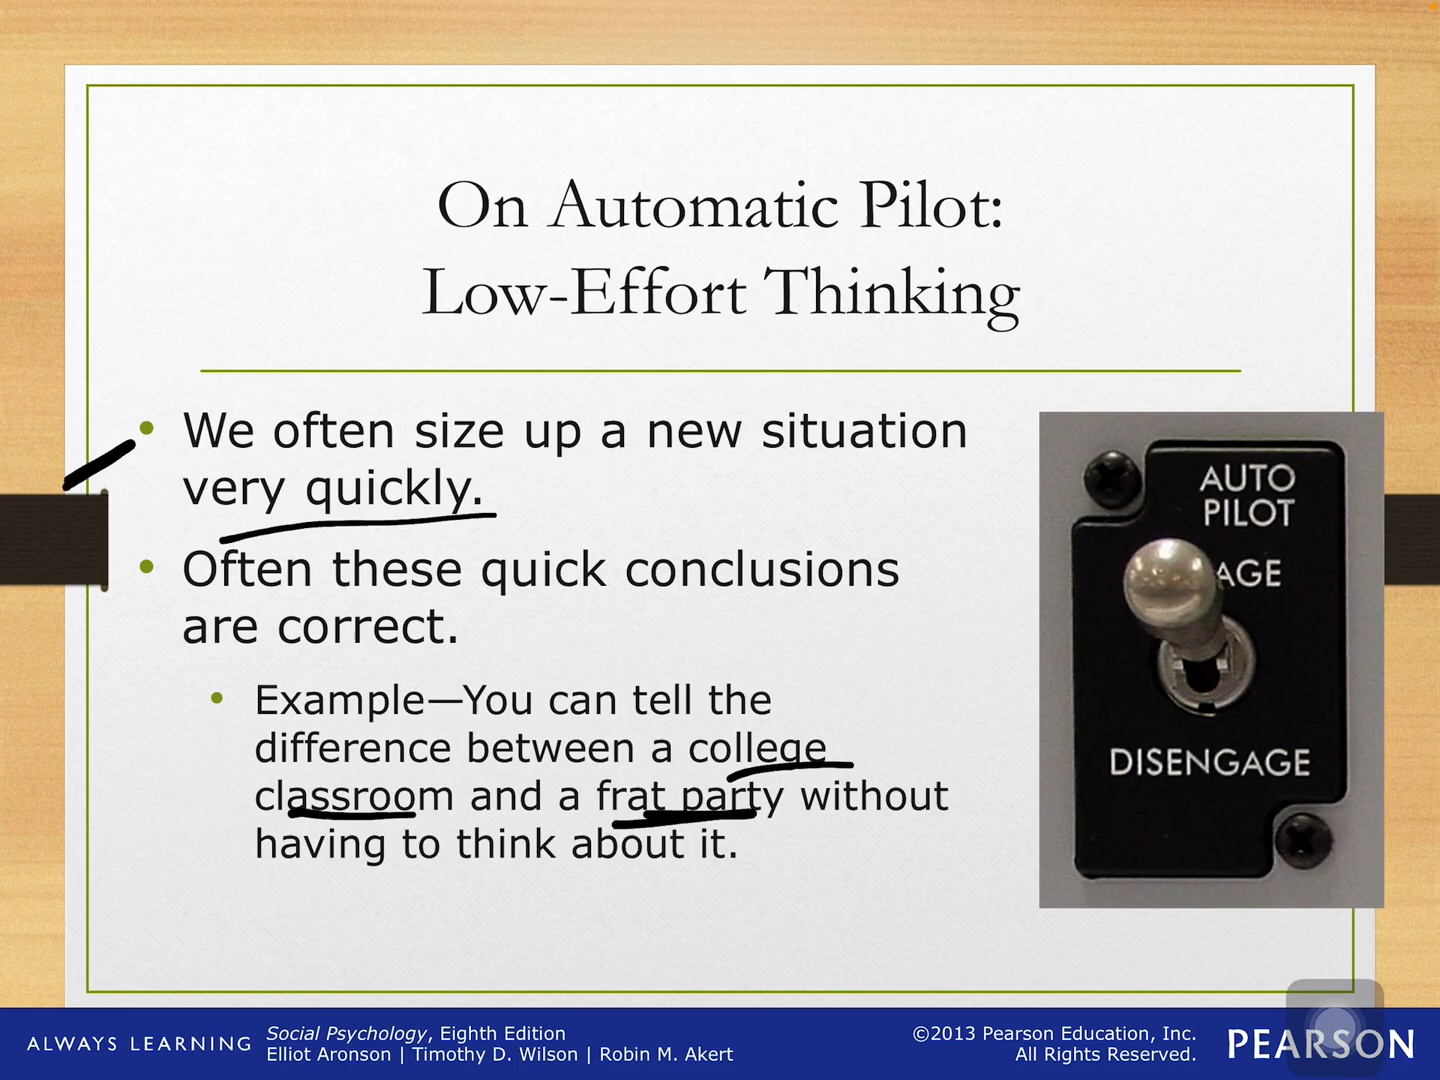 On Automatic Pilot:
Low-Effort Thinking
• We often size up a new situation
very quickly.
• Often these quick conclusions
are correct.
• Example—You can tell the
difference between a college
classroom and a frat party without
having to think about it.
AUTO
PILOT
AGE
DISENGAGE
ALWAYS LEARNING
Social Psychology, Eighth Edition
Elliot Aronson | Timothy D. Wilson | Robin M. Akert
©2013 Pearson Education, Inc.
All Rights Reserved.
PEARSON